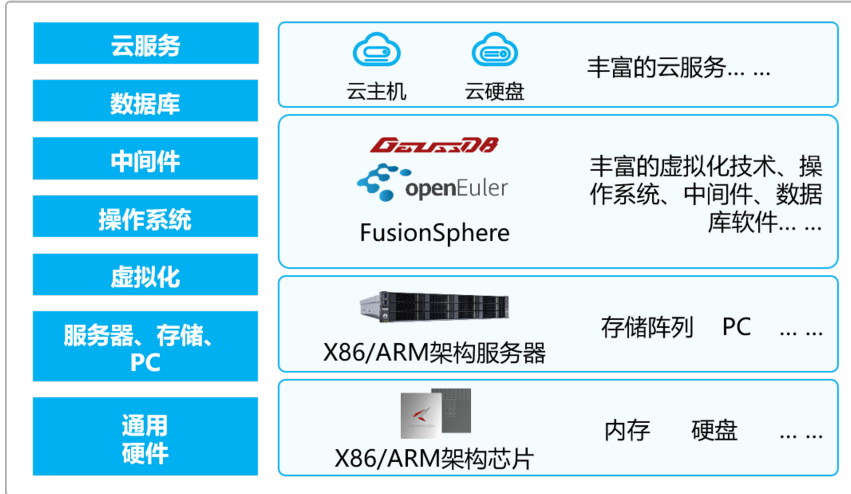 云服务
数据库
中间件
操作系统
虚拟化
服务器、存储、
PC
通用
硬件
云主机
云硬盘
丰富的云服务... ...
GaussDB
openEuler
FusionSphere
丰富的虚拟化技术、操
作系统、中间件、数据
库软件... ...
X86/ARM架构服务器
存储阵列 PC ... ...
X86/ARM架构芯片
内存 硬盘 ... ...